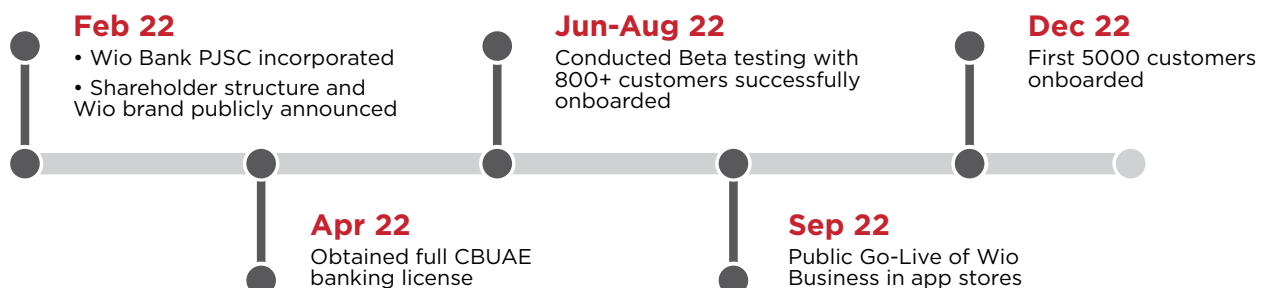 Feb 22
• Wio Bank PJSC incorporated
• Shareholder structure and
Wio brand publicly announced
Apr 22
Obtained full CBUAE
banking license
Jun-Aug 22
Conducted Beta testing with
800+ customers successfully
onboarded
Sep 22
Public Go-Live of Wio
Business in app stores
Dec 22
First 5000 customers
onboarded